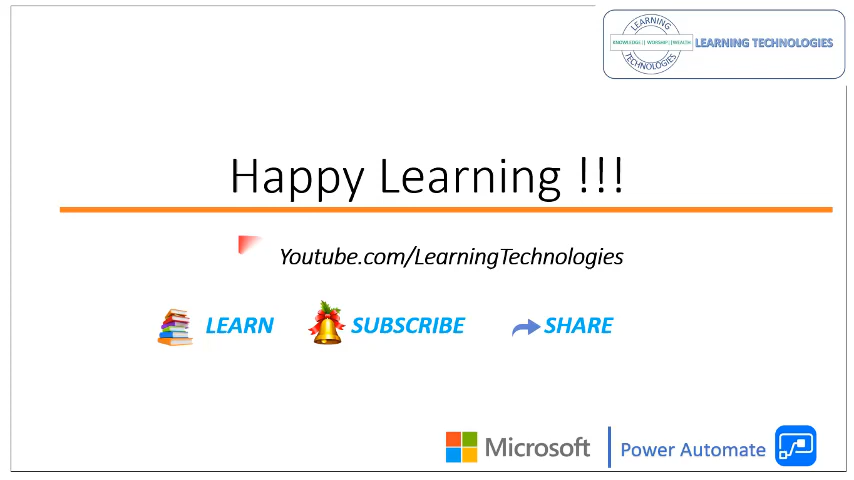 LEARNING
KNOWLEDGE|| WORSHIP||WEALTH
TECHNOLOGIES
LEARNING TECHNOLOGIES
Happy Learning !!!
Youtube.com/LearningTechnologies
LEARN SUBSCRIBE SHARE
Microsoft Power Automate